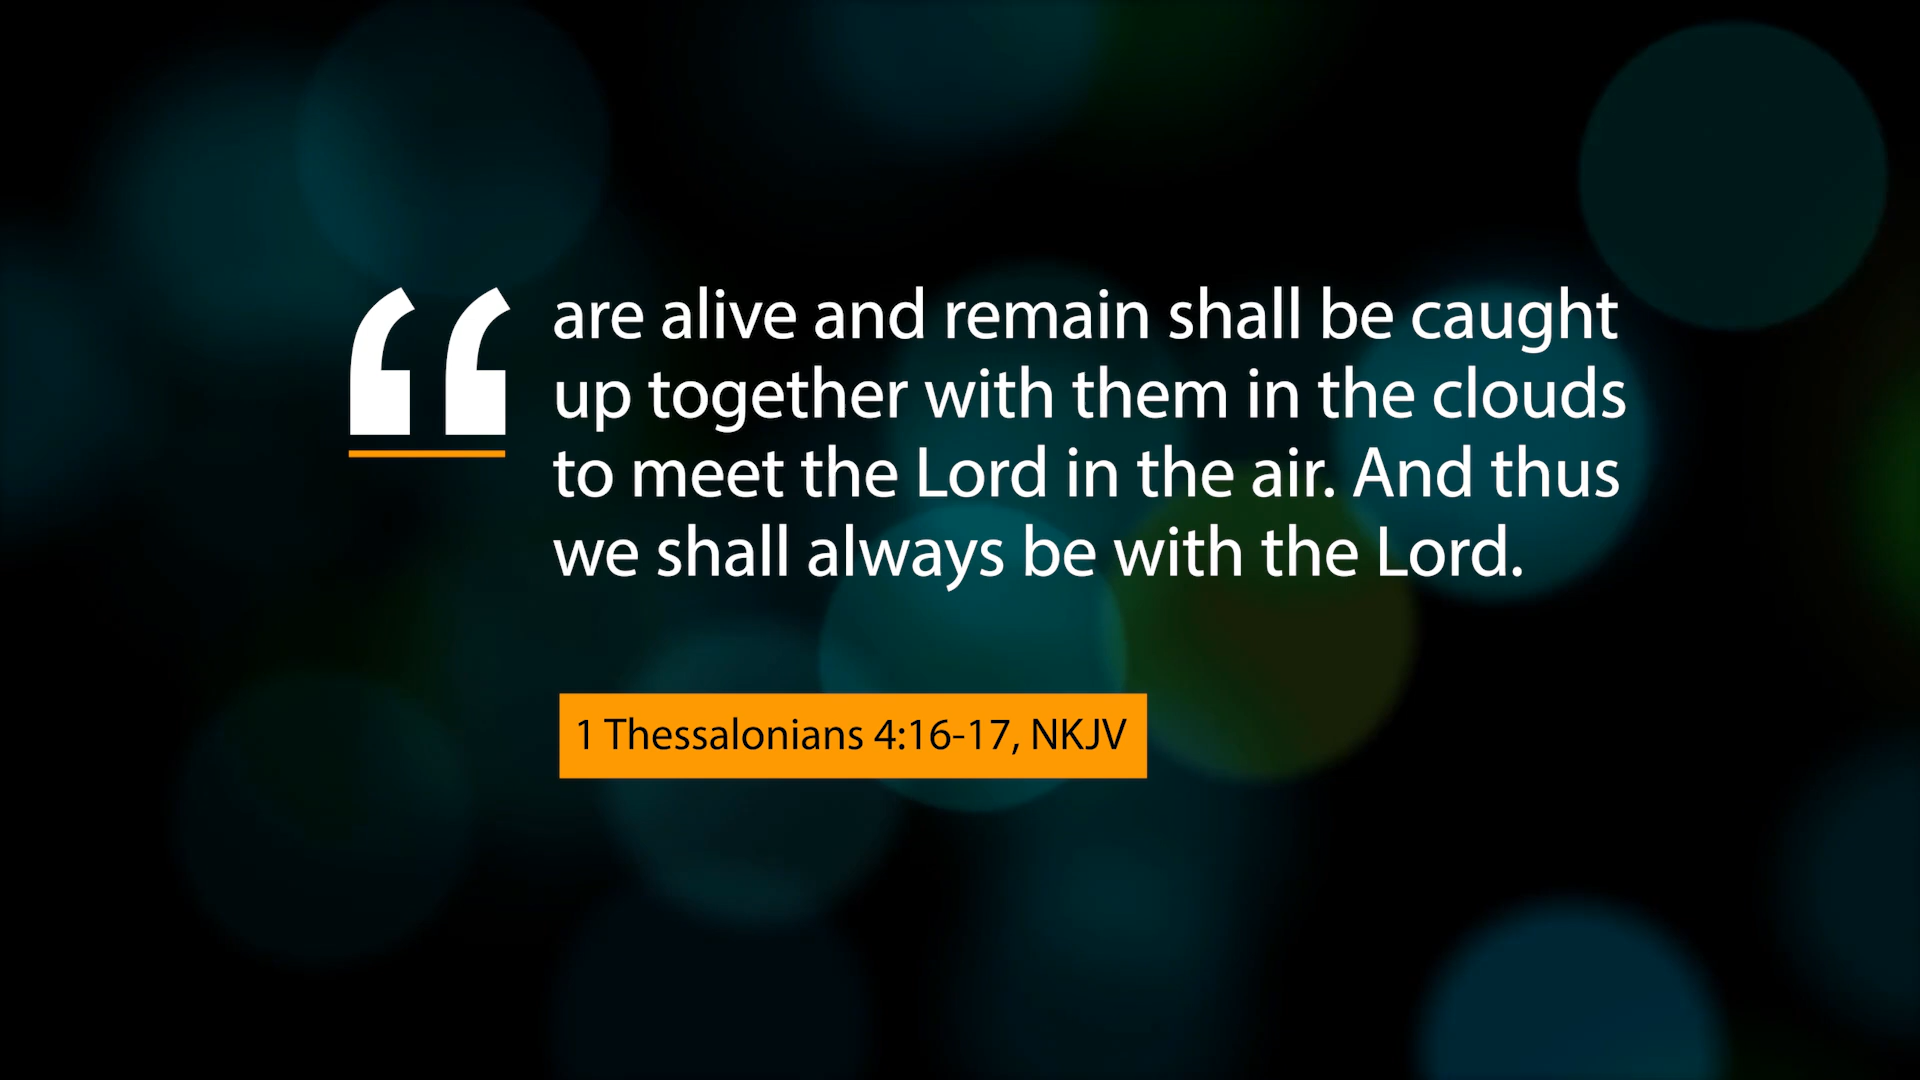 “
are alive and remain shall be caught
up together with them in the clouds
to meet the Lord in the air. And thus
we shall always be with the Lord.
1 Thessalonians 4:16-17, NKJV